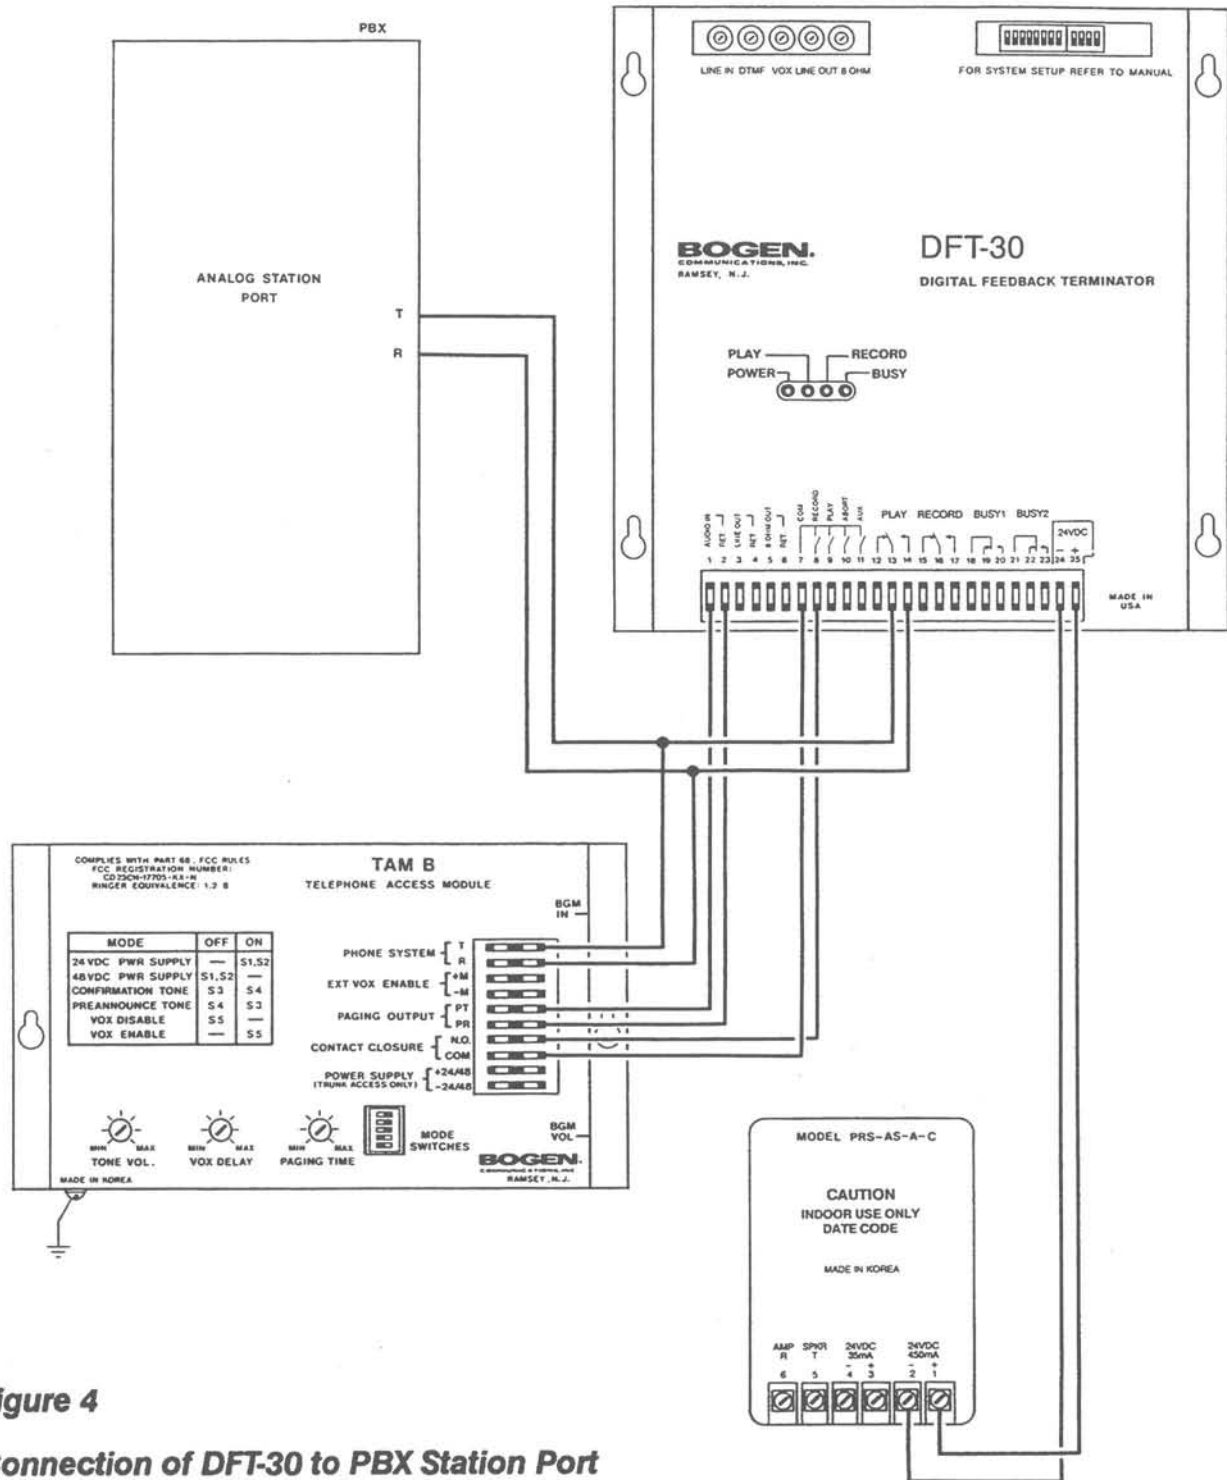 PBX
ANALOG STATION
PORT
T
R
LINE IN DTMF VOX LINE OUT 8 OHM
FOR SYSTEM SETUP REFER TO MANUAL
BOGEN.
COMMUNICATIONS, INC.
RAMSEY, N.J.
DFT-30
DIGITAL FEEDBACK TERMINATOR
PLAY
RECORD
POWER
BUSY
AUDIO IN
RET.
LINE OUT
RET.
8 OHM OUT
RET.
COM
RECORD
PLAY
ABORT
AUX
PLAY RECORD BUSY1 BUSY2
24VDC
- +
1 2 3 4 5 6 7 8 9 10 11 12 13 14 15 16 17 18 19 20 21 22 23 24 25
MADE IN
USA
COMPLIES WITH PART 68, FCC RULES
FCC REGISTRATION NUMBER:
RINGER EQUIVALENCE: 1.2 B
TAM B
TELEPHONE ACCESS MODULE
BGM
IN
MODE OFF ON
24VDC PWR SUPPLY — S1,S2
48VDC PWR SUPPLY S1,S2 —
CONFIRMATION TONE S3 S4
PREANNOUNCE TONE S4 S3
VOX DISABLE S5 —
VOX ENABLE — S5
PHONE SYSTEM T
R
EXT VOX ENABLE +M
-M
PAGING OUTPUT PT
PR
CONTACT CLOSURE N.O.
COM
POWER SUPPLY +24/48
(TRUNK ACCESS ONLY) -24/48
MIN MAX
TONE VOL.
MIN MAX
VOX DELAY
MIN MAX
PAGING TIME
MODE
SWITCHES
BGM
VOL
BOGEN.
COMMUNICATIONS, INC.
RAMSEY, N.J.
MADE IN KOREA
MODEL PRS-AS-A-C
CAUTION
INDOOR USE ONLY
DATE CODE
MADE IN KOREA
AMP SPKR 24VDC 24VDC
R T 35mA 450mA
- + - +
6 5 4 3 2 1
igure 4
onnection of DFT-30 to PBX Station Port